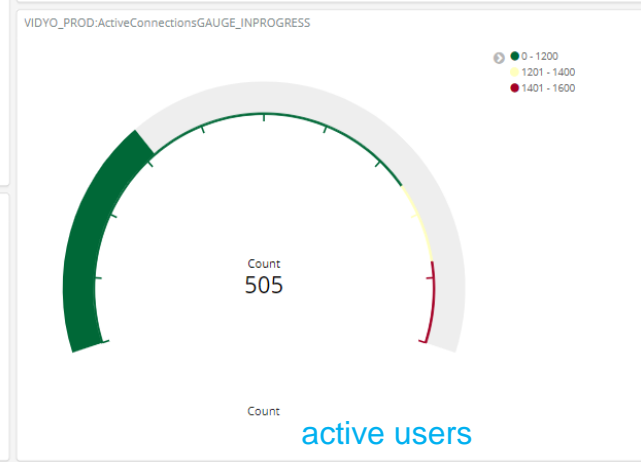 VIDYO_PROD:ActiveConnectionsGAUGE_INPROGRESS
0 - 1200
1201 - 1400
1401 - 1600
Count
505
Count
active users